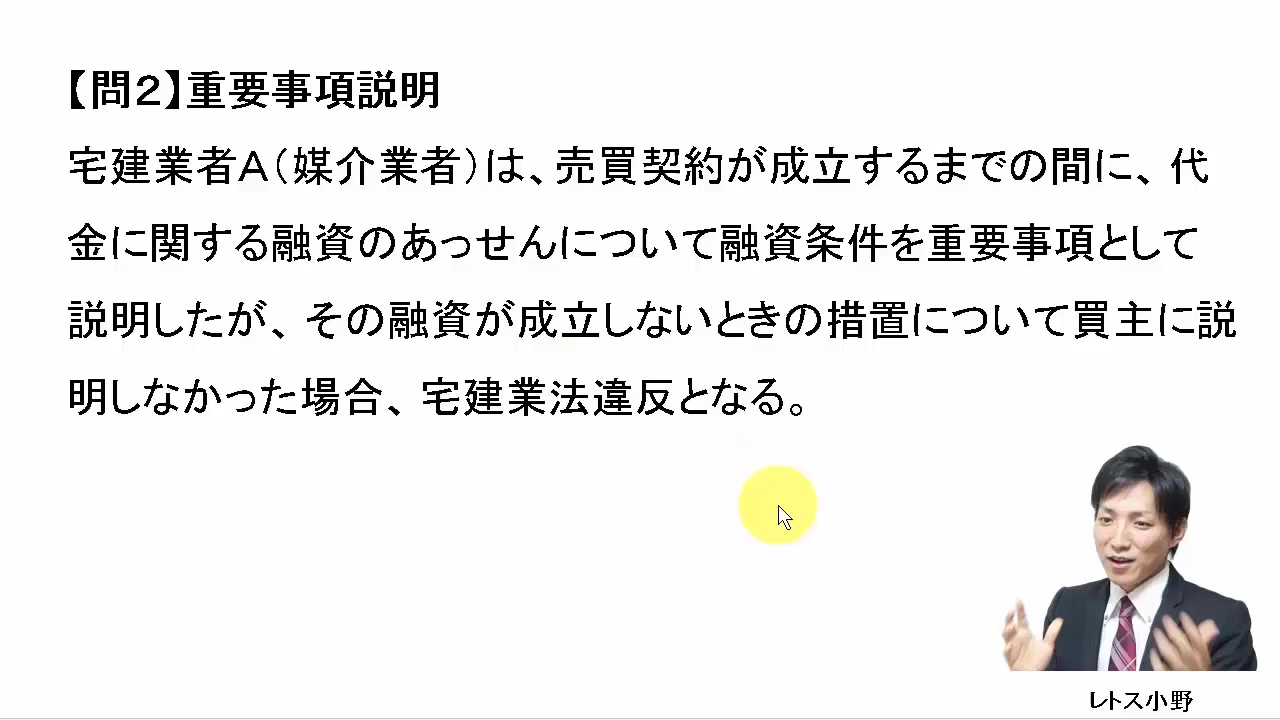 【問２】重要事項説明
宅建業者Ａ（媒介業者）は、売買契約が成立するまでの間に、代
金に関する融資のあっせんについて融資条件を重要事項として
説明したが、その融資が成立しないときの措置について買主に説
明しなかった場合、宅建業法違反となる。
レトス小野